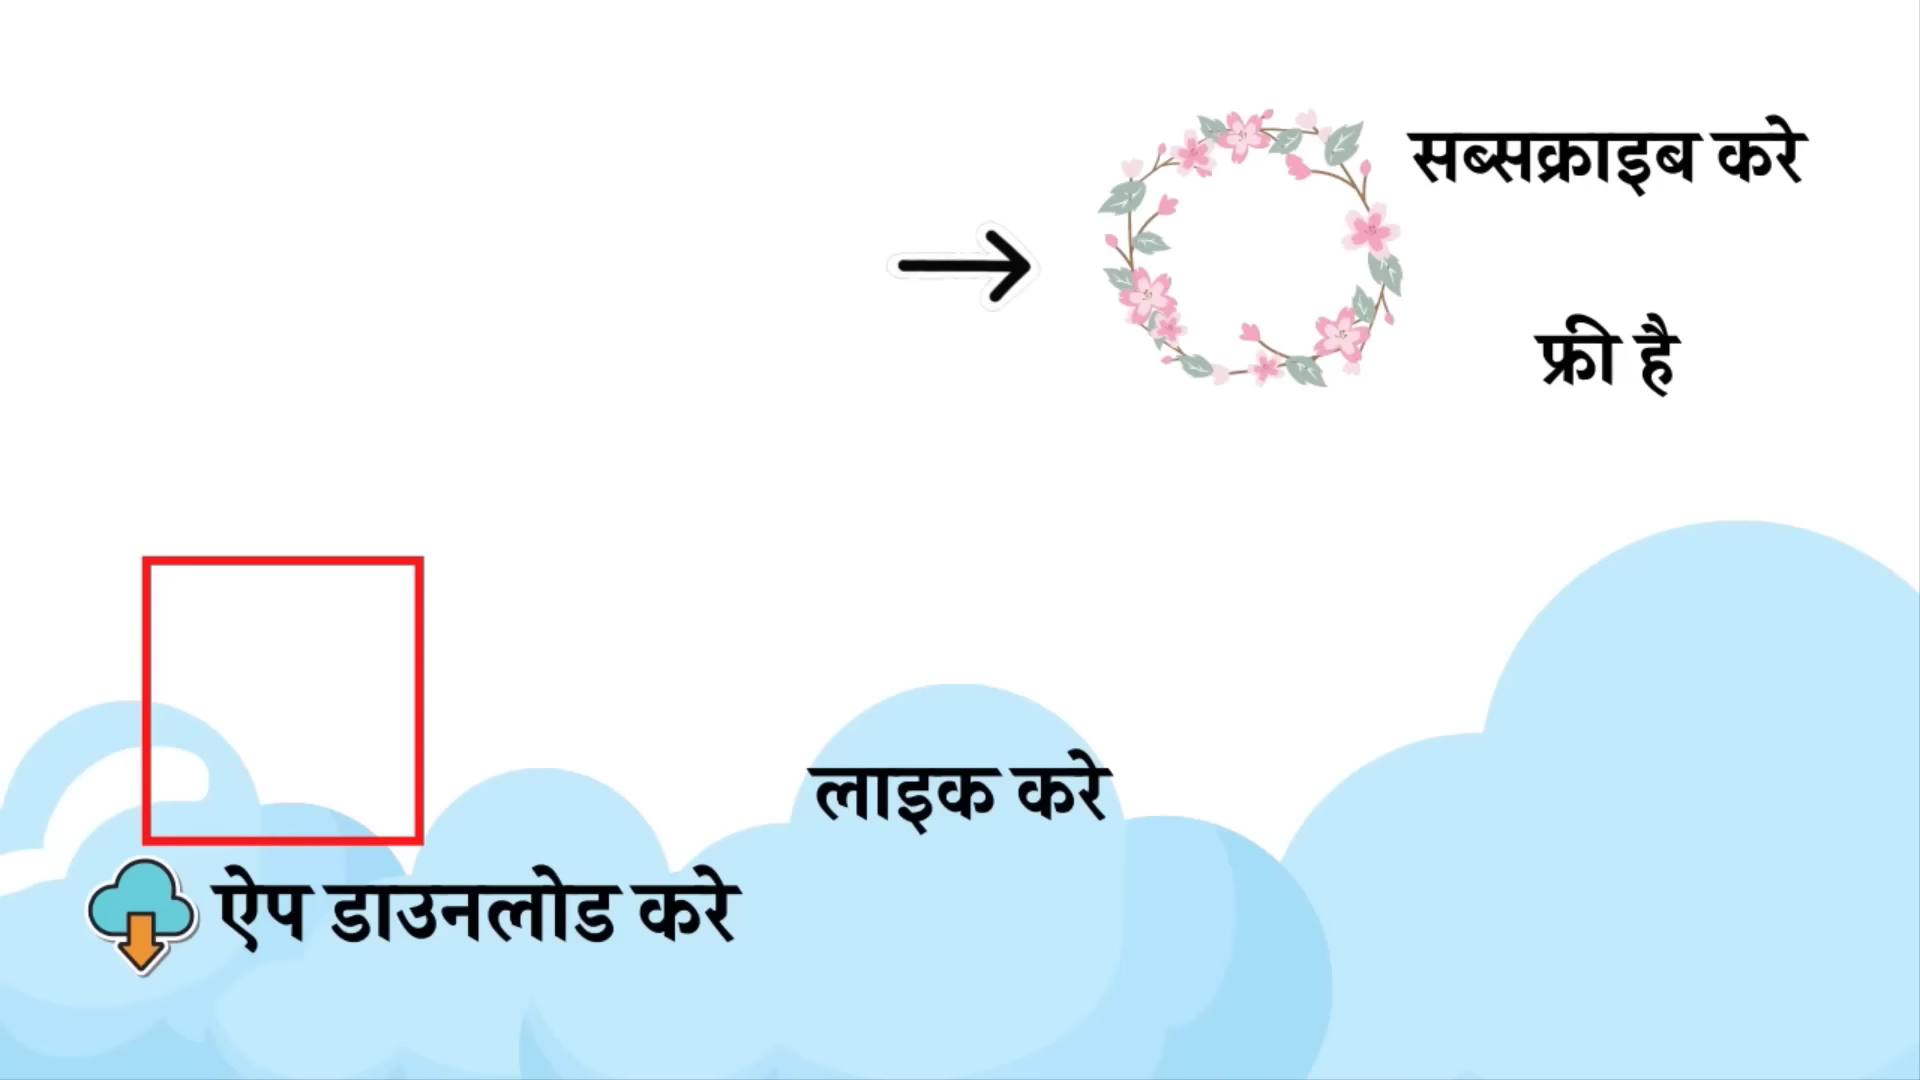 सब्सक्राइब करे
फ्री है
लाइक करे
ऐप डाउनलोड करे